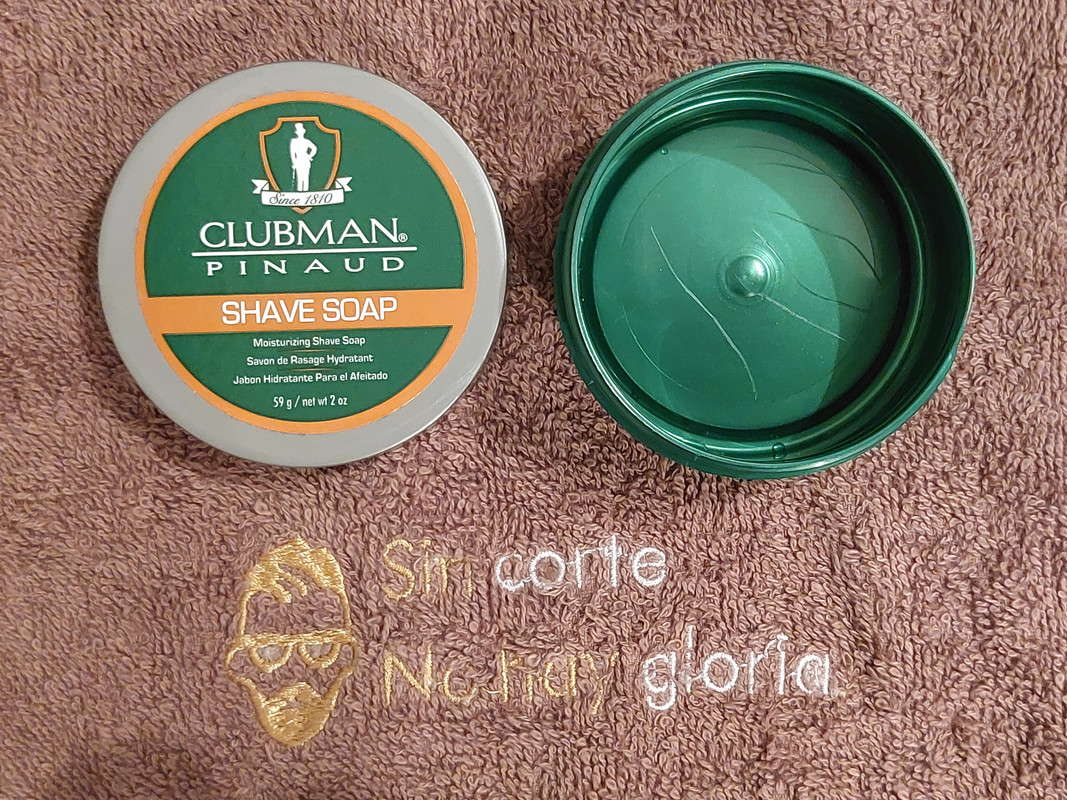 Since 1810
CLUBMAN®
PINAUD
SHAVE SOAP
Moisturizing Shave Soap
Savon de Rasage Hydratant
Jabon Hidratante Para el Afeitado
59 g / net wt 2 oz
Sin corte
No hay gloria